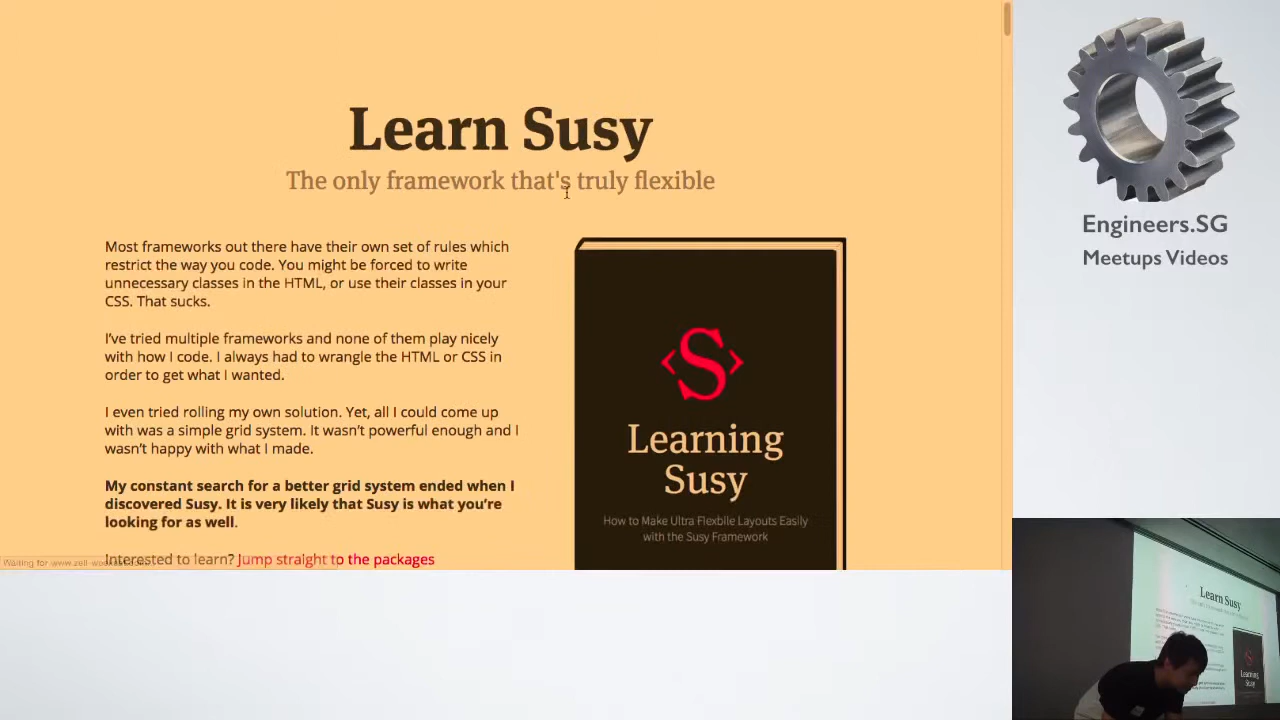 Learn Susy
The only framework that's truly flexible
Most frameworks out there have their own set of rules which
restrict the way you code. You might be forced to write
unnecessary classes in the HTML, or use their classes in your
CSS. That sucks.
I've tried multiple frameworks and none of them play nicely
with how I code. I always had to wrangle the HTML or CSS in
order to get what I wanted.
I even tried rolling my own solution. Yet, all I could come up
with was a simple grid system. It wasn't powerful enough and I
wasn't happy with what I made.
My constant search for a better grid system ended when I
discovered Susy. It is very likely that Susy is what you're
looking for as well.
Interested to learn? Jump straight to the packages
Waiting for
S
Learning
Susy
How to Make Ultra Flexbile Layouts Easily
with the Susy Framework
Engineers.SG
Meetups Videos
Learn Susy
Learning
Susy